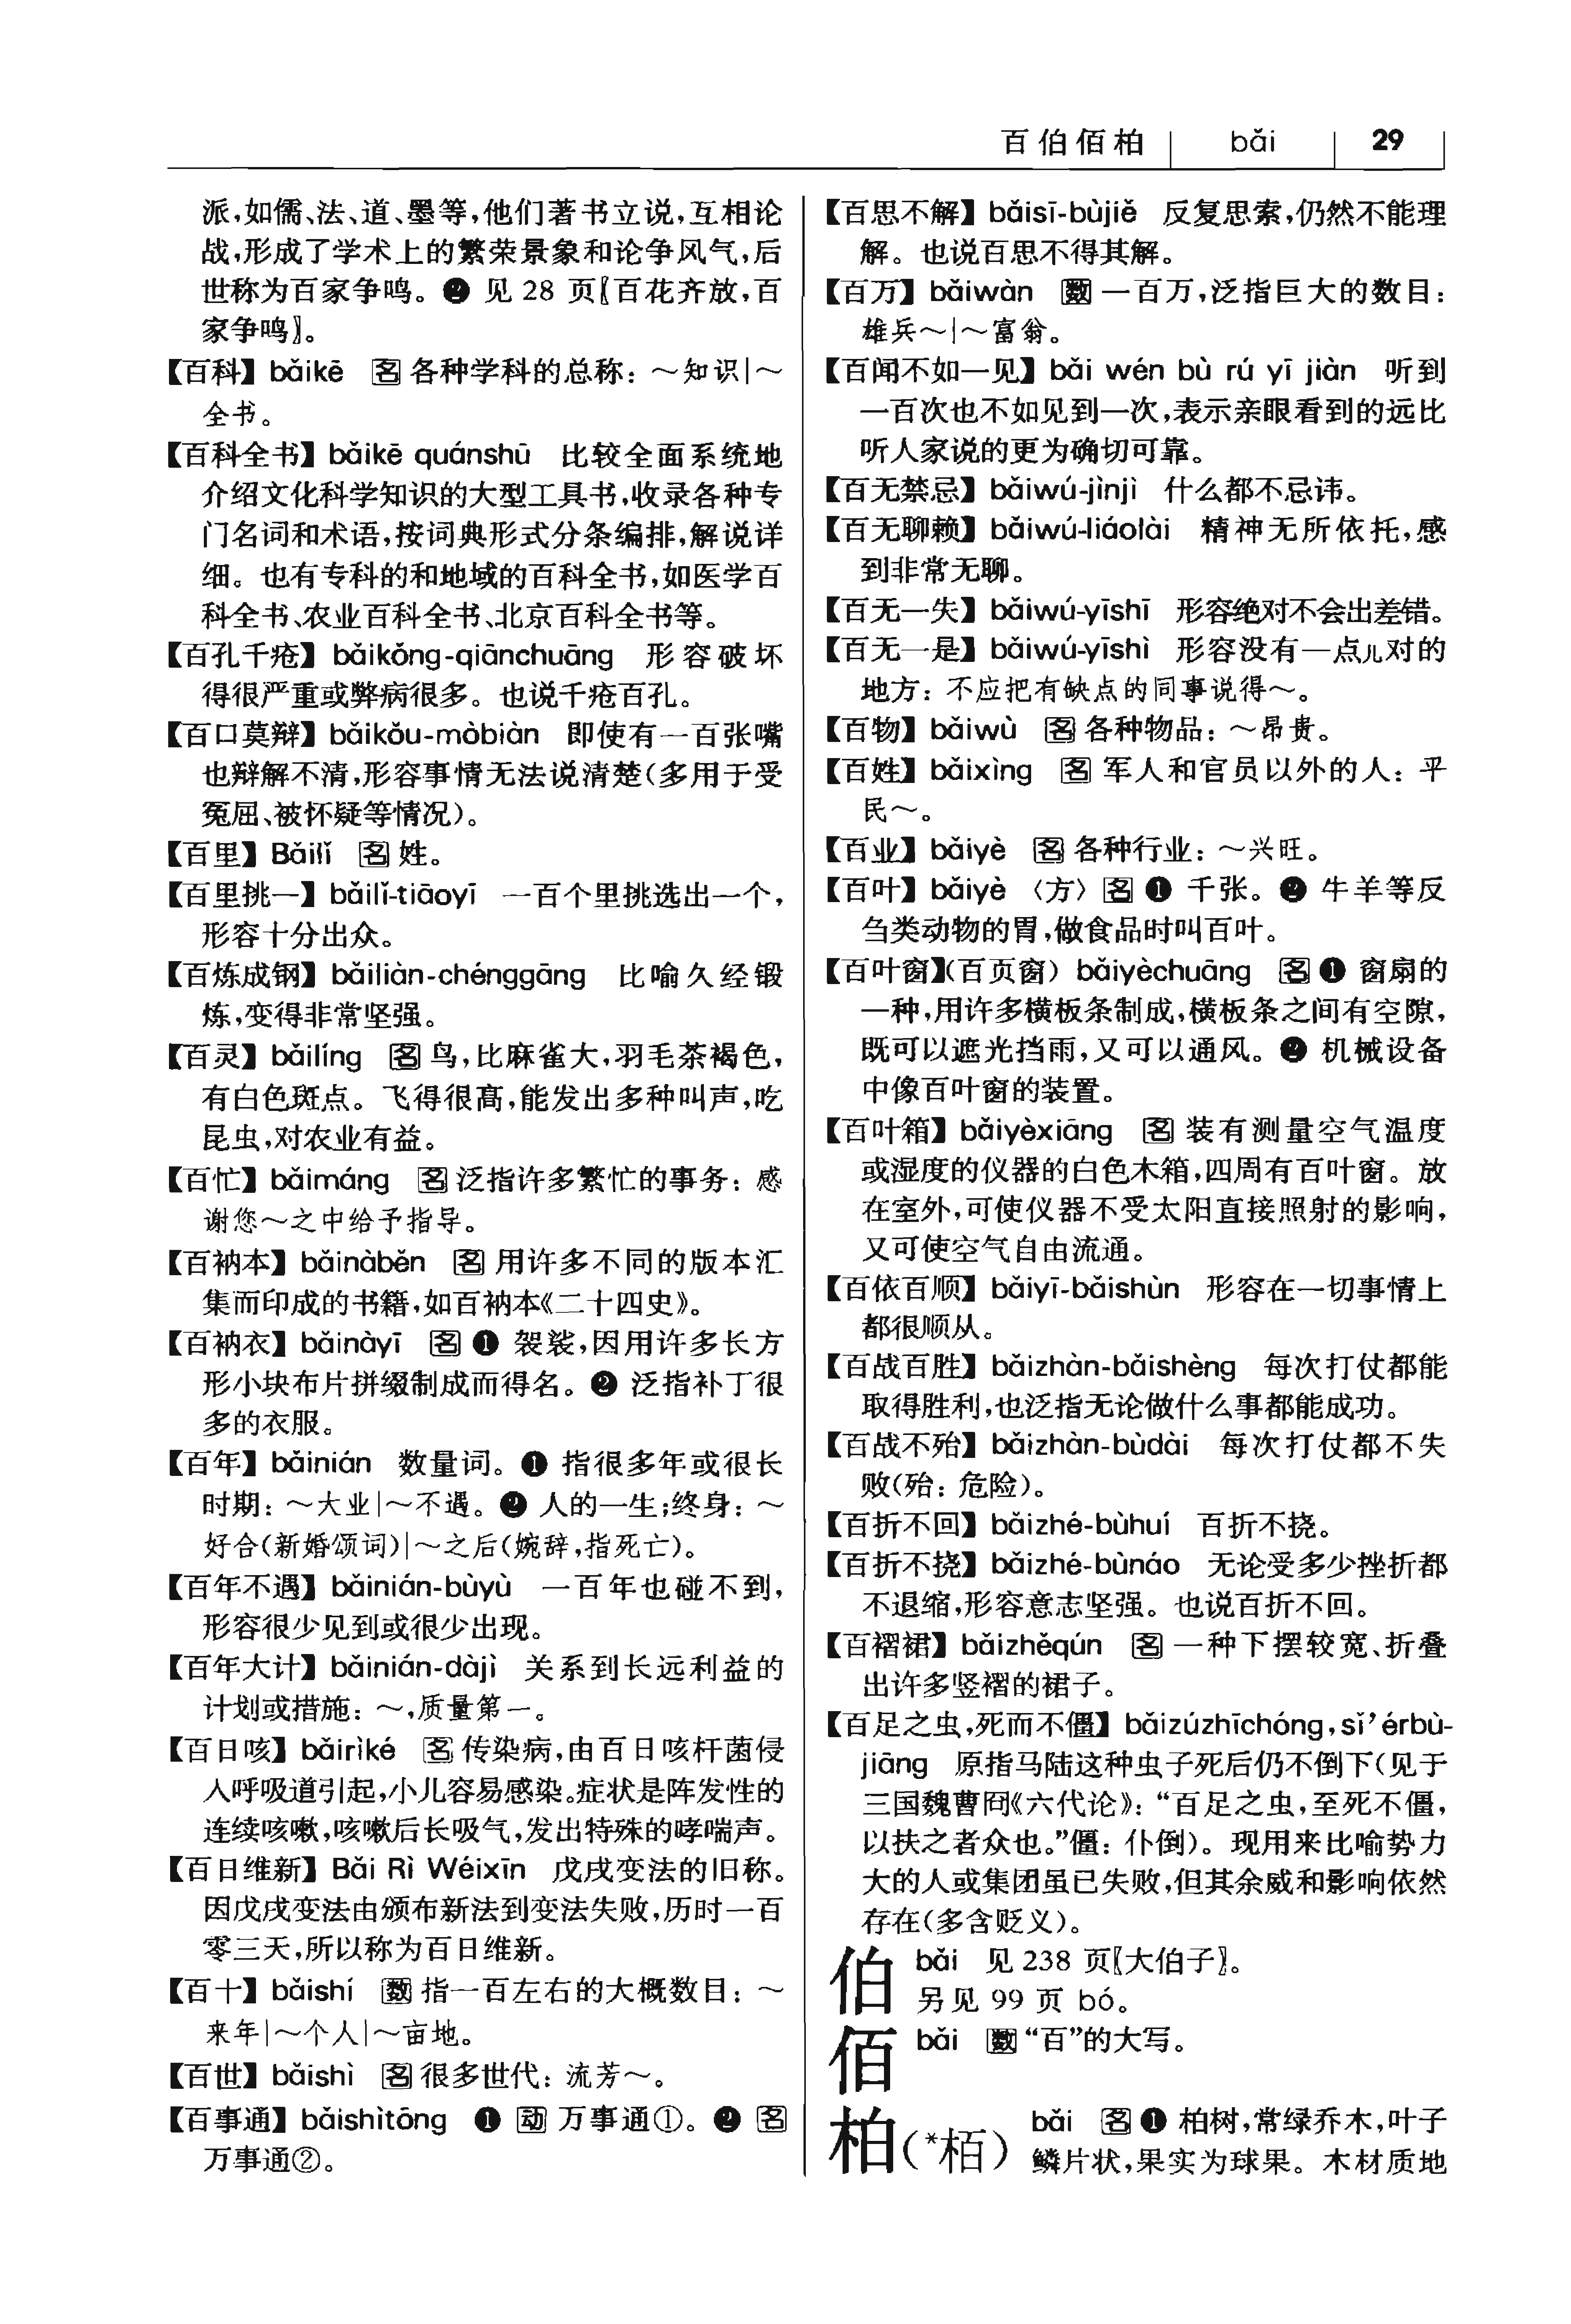 百伯佰柏 bǎi 29
派,如儒、法、道、墨等,他们著书立说,互相论
战,形成了学术上的繁荣景象和论争风气,后
世称为百家争鸣。❷ 见 28 页〖百花齐放,百
家争鸣〗。
【百科】bǎikē 名 各种学科的总称:~知识|~
全书。
【百科全书】bǎikē quánshū 比较全面系统地
介绍文化科学知识的大型工具书,收录各种专
门名词和术语,按词典形式分条编排,解说详
细。也有专科的和地域的百科全书,如医学百
科全书、农业百科全书、北京百科全书等。
【百孔千疮】bǎikǒng-qiānchuāng 形容破坏
得很严重或弊病很多。也说千疮百孔。
【百口莫辩】bǎikǒu-mòbiàn 即使有一百张嘴
也辩解不清,形容事情无法说清楚(多用于受
冤屈、被怀疑等情况)。
【百里】Bǎilǐ 名 姓。
【百里挑一】bǎilǐ-tiāoyī 一百个里挑选出一个,
形容十分出众。
【百炼成钢】bǎiliàn-chénggāng 比喻久经锻
炼,变得非常坚强。
【百灵】bǎilíng 名 鸟,比麻雀大,羽毛茶褐色,
有白色斑点。飞得很高,能发出多种叫声,吃
昆虫,对农业有益。
【百忙】bǎimáng 名 泛指许多繁忙的事务:感
谢您~之中给予指导。
【百衲本】bǎinàběn 名 用许多不同的版本汇
集而印成的书籍,如百衲本《二十四史》。
【百衲衣】bǎinàyī 名 ❶ 袈裟,因用许多长方
形小块布片拼缀制成而得名。❷ 泛指补丁很
多的衣服。
【百年】bǎinián 数量词。❶ 指很多年或很长
时期:~大业|~不遇。❷ 人的一生;终身:~
好合(新婚颂词)|~之后(婉辞,指死亡)。
【百年不遇】bǎinián-bùyù 一百年也碰不到,
形容很少见到或很少出现。
【百年大计】bǎinián-dàjì 关系到长远利益的
计划或措施:~,质量第一。
【百日咳】bǎirìké 名 传染病,由百日咳杆菌侵
入呼吸道引起,小儿容易感染。症状是阵发性的
连续咳嗽,咳嗽后长吸气,发出特殊的哮喘声。
【百日维新】Bǎi Rì Wéixīn 戊戌变法的旧称。
因戊戌变法由颁布新法到变法失败,历时一百
零三天,所以称为百日维新。
【百十】bǎishí 数 指一百左右的大概数目:~
来年|~个人|~亩地。
【百世】bǎishì 名 很多世代:流芳~。
【百事通】bǎishìtōng ❶ 动 万事通①。❷ 名
万事通②。
【百思不解】bǎisī-bùjiě 反复思索,仍然不能理
解。也说百思不得其解。
【百万】bǎiwàn 数 一百万,泛指巨大的数目:
雄兵~|~富翁。
【百闻不如一见】bǎi wén bù rú yī jiàn 听到
一百次也不如见到一次,表示亲眼看到的远比
听人家说的更为确切可靠。
【百无禁忌】bǎiwú-jìnjì 什么都不忌讳。
【百无聊赖】bǎiwú-liáolài 精神无所依托,感
到非常无聊。
【百无一失】bǎiwú-yīshī 形容绝对不会出差错。
【百无一是】bǎiwú-yīshì 形容没有一点儿对的
地方:不应把有缺点的同事说得~。
【百物】bǎiwù 名 各种物品:~昂贵。
【百姓】bǎixìng 名 军人和官员以外的人:平
民~。
【百业】bǎiyè 名 各种行业:~兴旺。
【百叶】bǎiyè 〈方〉名 ❶ 千张。❷ 牛羊等反
刍类动物的胃,做食品时叫百叶。
【百叶窗】(百页窗) bǎiyèchuāng 名 ❶ 窗扇的
一种,用许多横板条制成,横板条之间有空隙,
既可以遮光挡雨,又可以通风。❷ 机械设备
中像百叶窗的装置。
【百叶箱】bǎiyèxiāng 名 装有测量空气温度
或湿度的仪器的白色木箱,四周有百叶窗。放
在室外,可使仪器不受太阳直接照射的影响,
又可使空气自由流通。
【百依百顺】bǎiyī-bǎishùn 形容在一切事情上
都很顺从。
【百战百胜】bǎizhàn-bǎishèng 每次打仗都能
取得胜利,也泛指无论做什么事都能成功。
【百战不殆】bǎizhàn-bùdài 每次打仗都不失
败(殆:危险)。
【百折不回】bǎizhé-bùhuí 百折不挠。
【百折不挠】bǎizhé-bùnáo 无论受多少挫折都
不退缩,形容意志坚强。也说百折不回。
【百褶裙】bǎizhěqún 名 一种下摆较宽、折叠
出许多竖褶的裙子。
【百足之虫,死而不僵】bǎizúzhīchóng,sǐ’érbù-
jiāng 原指马陆这种虫子死后仍不倒下(见于
三国魏曹冏《六代论》:“百足之虫,至死不僵,
以扶之者众也。”僵:仆倒)。现用来比喻势力
大的人或集团虽已失败,但其余威和影响依然
存在(多含贬义)。
伯 bǎi 见 238 页〖大伯子〗。
另见 99 页 bó。
佰 bǎi 数 “百”的大写。
柏(*栢) bǎi 名 ❶ 柏树,常绿乔木,叶子
鳞片状,果实为球果。木材质地